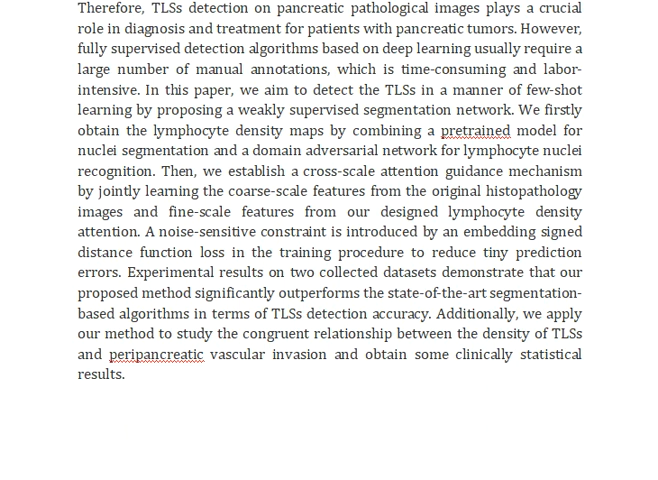 Therefore, TLSs detection on pancreatic pathological images plays a crucial
role in diagnosis and treatment for patients with pancreatic tumors. However,
fully supervised detection algorithms based on deep learning usually require a
large number of manual annotations, which is time-consuming and labor-
intensive. In this paper, we aim to detect the TLSs in a manner of few-shot
learning by proposing a weakly supervised segmentation network. We firstly
obtain the lymphocyte density maps by combining a pretrained model for
nuclei segmentation and a domain adversarial network for lymphocyte nuclei
recognition. Then, we establish a cross-scale attention guidance mechanism
by jointly learning the coarse-scale features from the original histopathology
images and fine-scale features from our designed lymphocyte density
attention. A noise-sensitive constraint is introduced by an embedding signed
distance function loss in the training procedure to reduce tiny prediction
errors. Experimental results on two collected datasets demonstrate that our
proposed method significantly outperforms the state-of-the-art segmentation-
based algorithms in terms of TLSs detection accuracy. Additionally, we apply
our method to study the congruent relationship between the density of TLSs
and peripancreatic vascular invasion and obtain some clinically statistical
results.